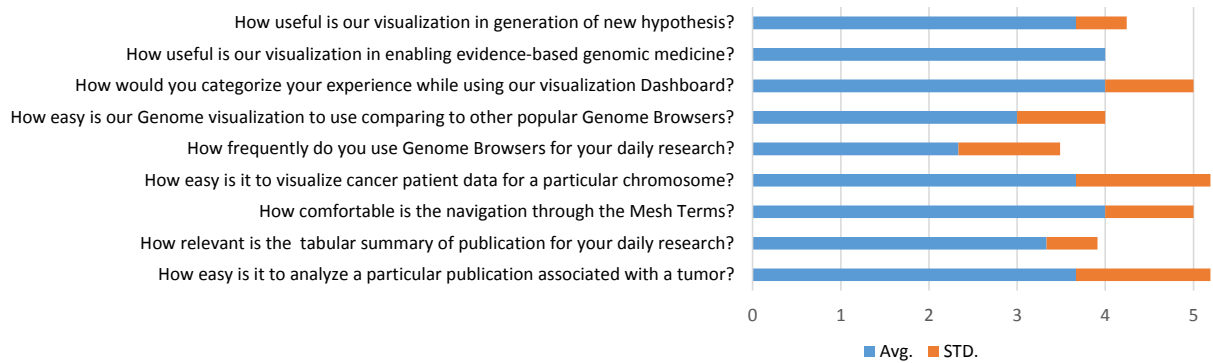 How useful is our visualization in generation of new hypothesis?
How useful is our visualization in enabling evidence-based genomic medicine?
How would you categorize your experience while using our visualization Dashboard?
How easy is our Genome visualization to use comparing to other popular Genome Browsers?
How frequently do you use Genome Browsers for your daily research?
How easy is it to visualize cancer patient data for a particular chromosome?
How comfortable is the navigation through the Mesh Terms?
How relevant is the tabular summary of publication for your daily research?
How easy is it to analyze a particular publication associated with a tumor?
0 1 2 3 4 5
Avg. STD.